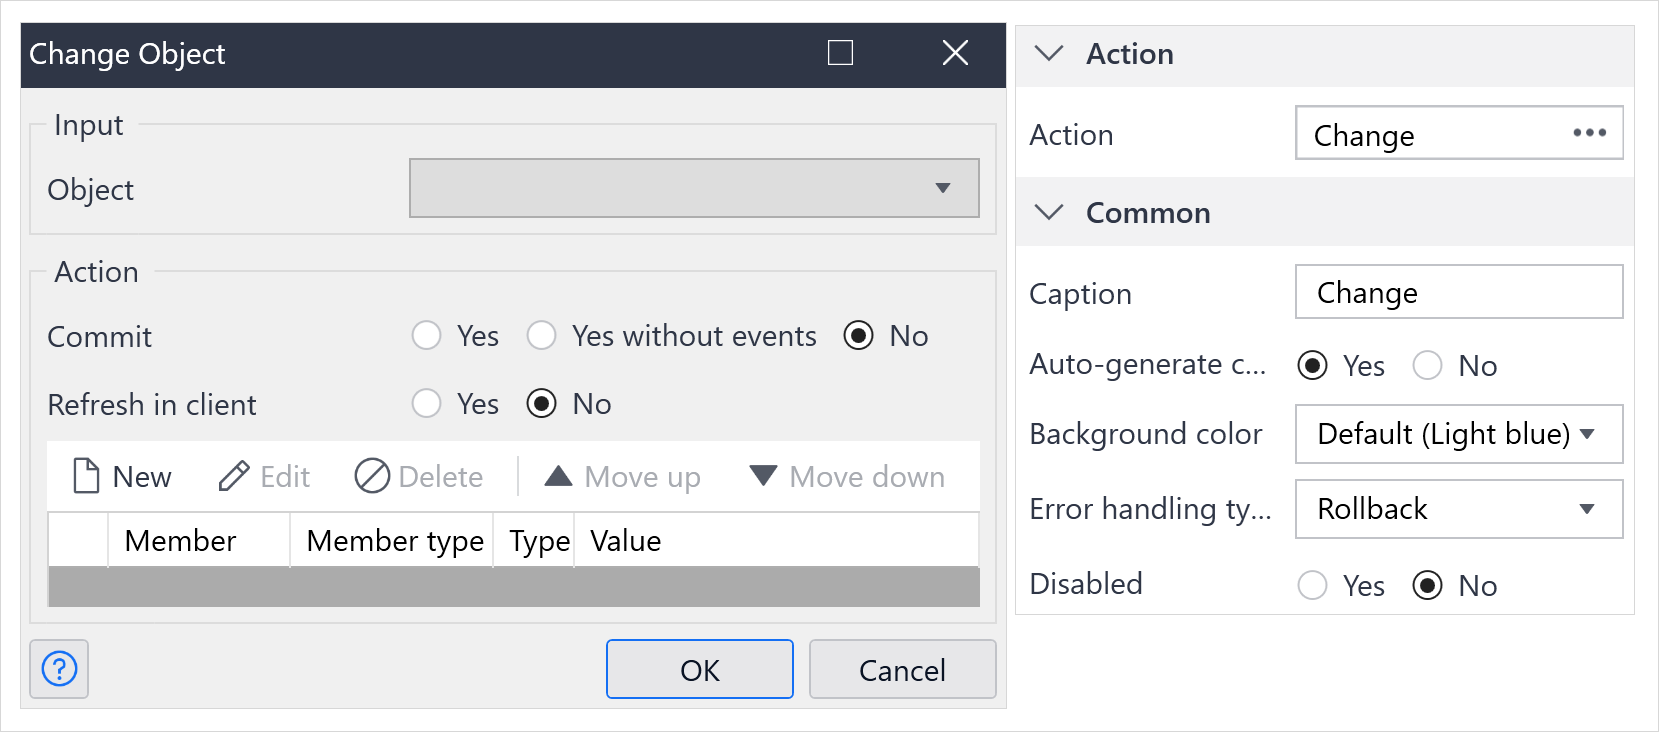 Change Object
Input
Object
Action
Commit
Yes
Yes without events
No
Refresh in client
Yes
No
New
Edit
Delete
Move up
Move down
Member
Member type
Type
Value
?
OK
Cancel
Action
Action
Change
...
Common
Caption
Change
Auto-generate c...
Yes
No
Background color
Default (Light blue)
Error handling ty...
Rollback
Disabled
Yes
No